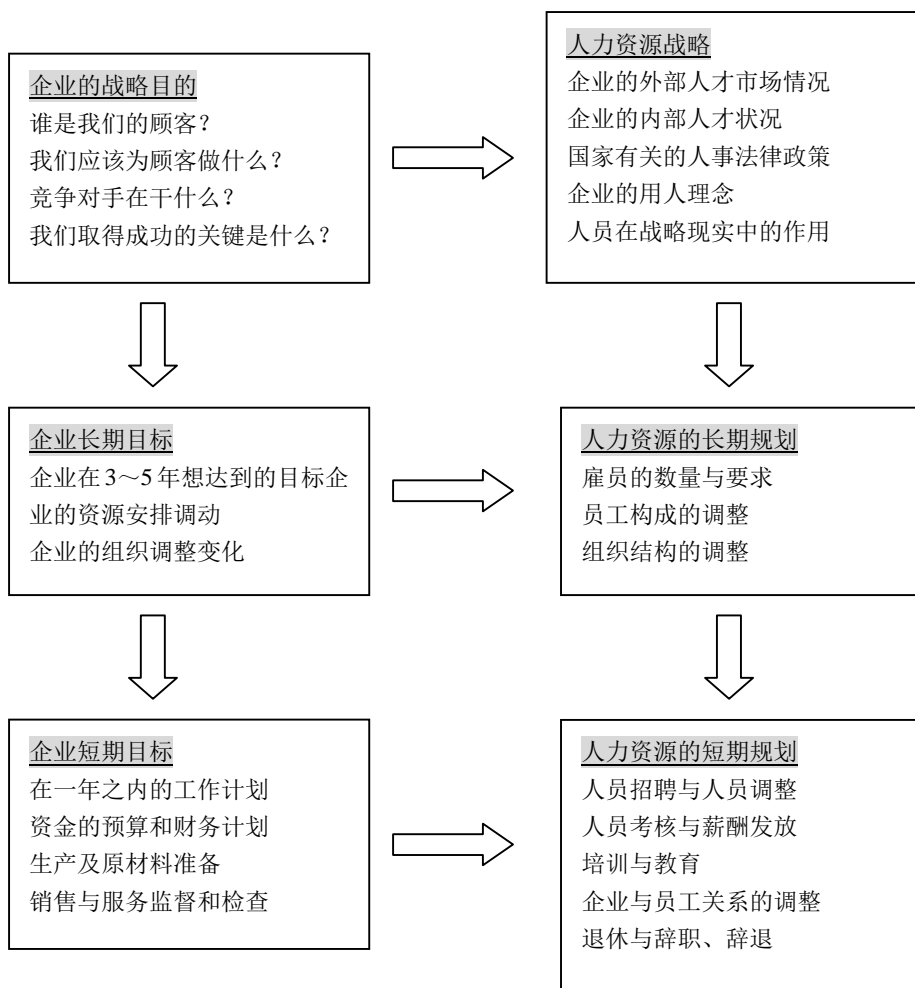 企业的战略目的
谁是我们的顾客？
我们应该为顾客做什么？
竞争对手在干什么？
我们取得成功的关键是什么？
人力资源战略
企业的外部人才市场情况
企业的内部人才状况
国家有关的人事法律政策
企业的用人理念
人员在战略现实中的作用
企业长期目标
企业在3～5年想达到的目标企
业的资源安排调动
企业的组织调整变化
人力资源的长期规划
雇员的数量与要求
员工构成的调整
组织结构的调整
企业短期目标
在一年之内的工作计划
资金的预算和财务计划
生产及原材料准备
销售与服务监督和检查
人力资源的短期规划
人员招聘与人员调整
人员考核与薪酬发放
培训与教育
企业与员工关系的调整
退休与辞职、辞退